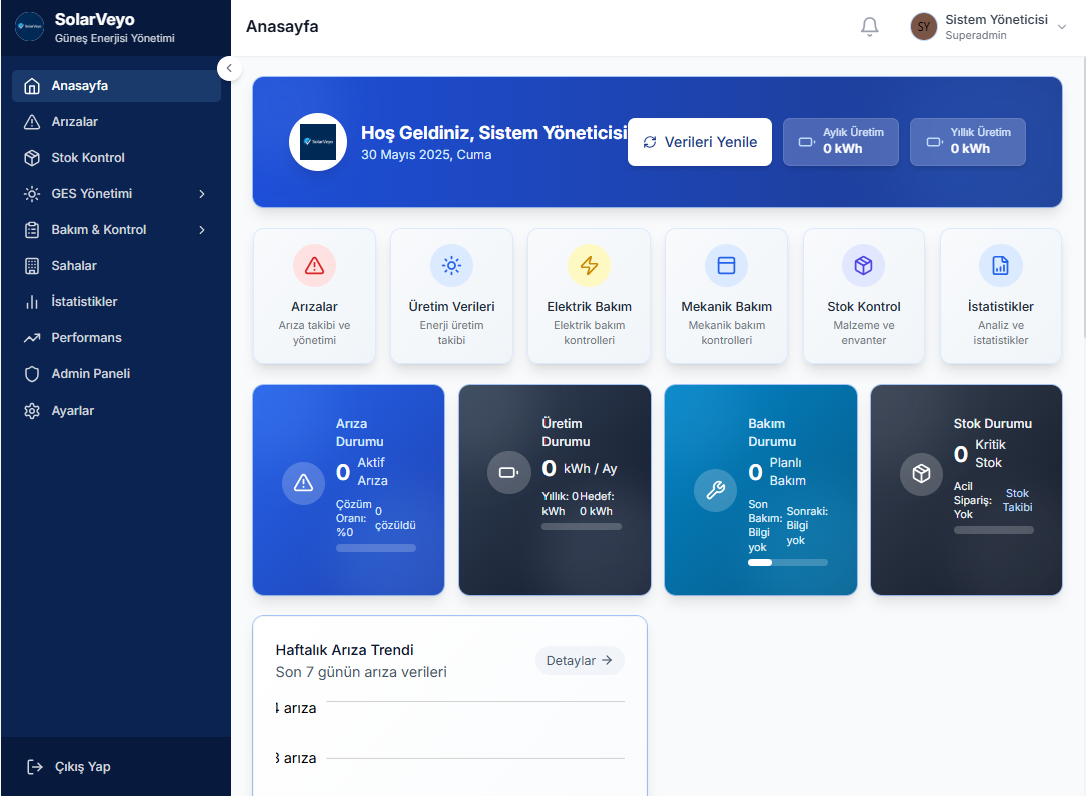 SolarVeyo
Güneş Enerjisi Yönetimi
Anasayfa
Arızalar
Stok Kontrol
GES Yönetimi
Bakım & Kontrol
Sahalar
İstatistikler
Performans
Admin Paneli
Ayarlar
Çıkış Yap
Anasayfa
SY
Sistem Yöneticisi
Superadmin
SolarVeyo
Hoş Geldiniz, Sistem Yöneticisi
30 Mayıs 2025, Cuma
Verileri Yenile
Aylık Üretim
0 kWh
Yıllık Üretim
0 kWh
Arızalar
Arıza takibi ve
yönetimi
Üretim Verileri
Enerji üretim
takibi
Elektrik Bakım
Elektrik bakım
kontrolleri
Mekanik Bakım
Mekanik bakım
kontrolleri
Stok Kontrol
Malzeme ve
envanter
İstatistikler
Analiz ve
istatistikler
Arıza
Durumu
0 Aktif
Arıza
Çözüm
Oranı:
%0
0
çözüldü
Üretim
Durumu
0 kWh / Ay
Yıllık: 0
kWh
Hedef:
0 kWh
Bakım
Durumu
0 Planlı
Bakım
Son
Bakım:
Bilgi
yok
Sonraki:
Bilgi
yok
Stok Durumu
0 Kritik
Stok
Acil
Sipariş:
Yok
Stok
Takibi
Haftalık Arıza Trendi
Son 7 günün arıza verileri
Detaylar
4 arıza
3 arıza